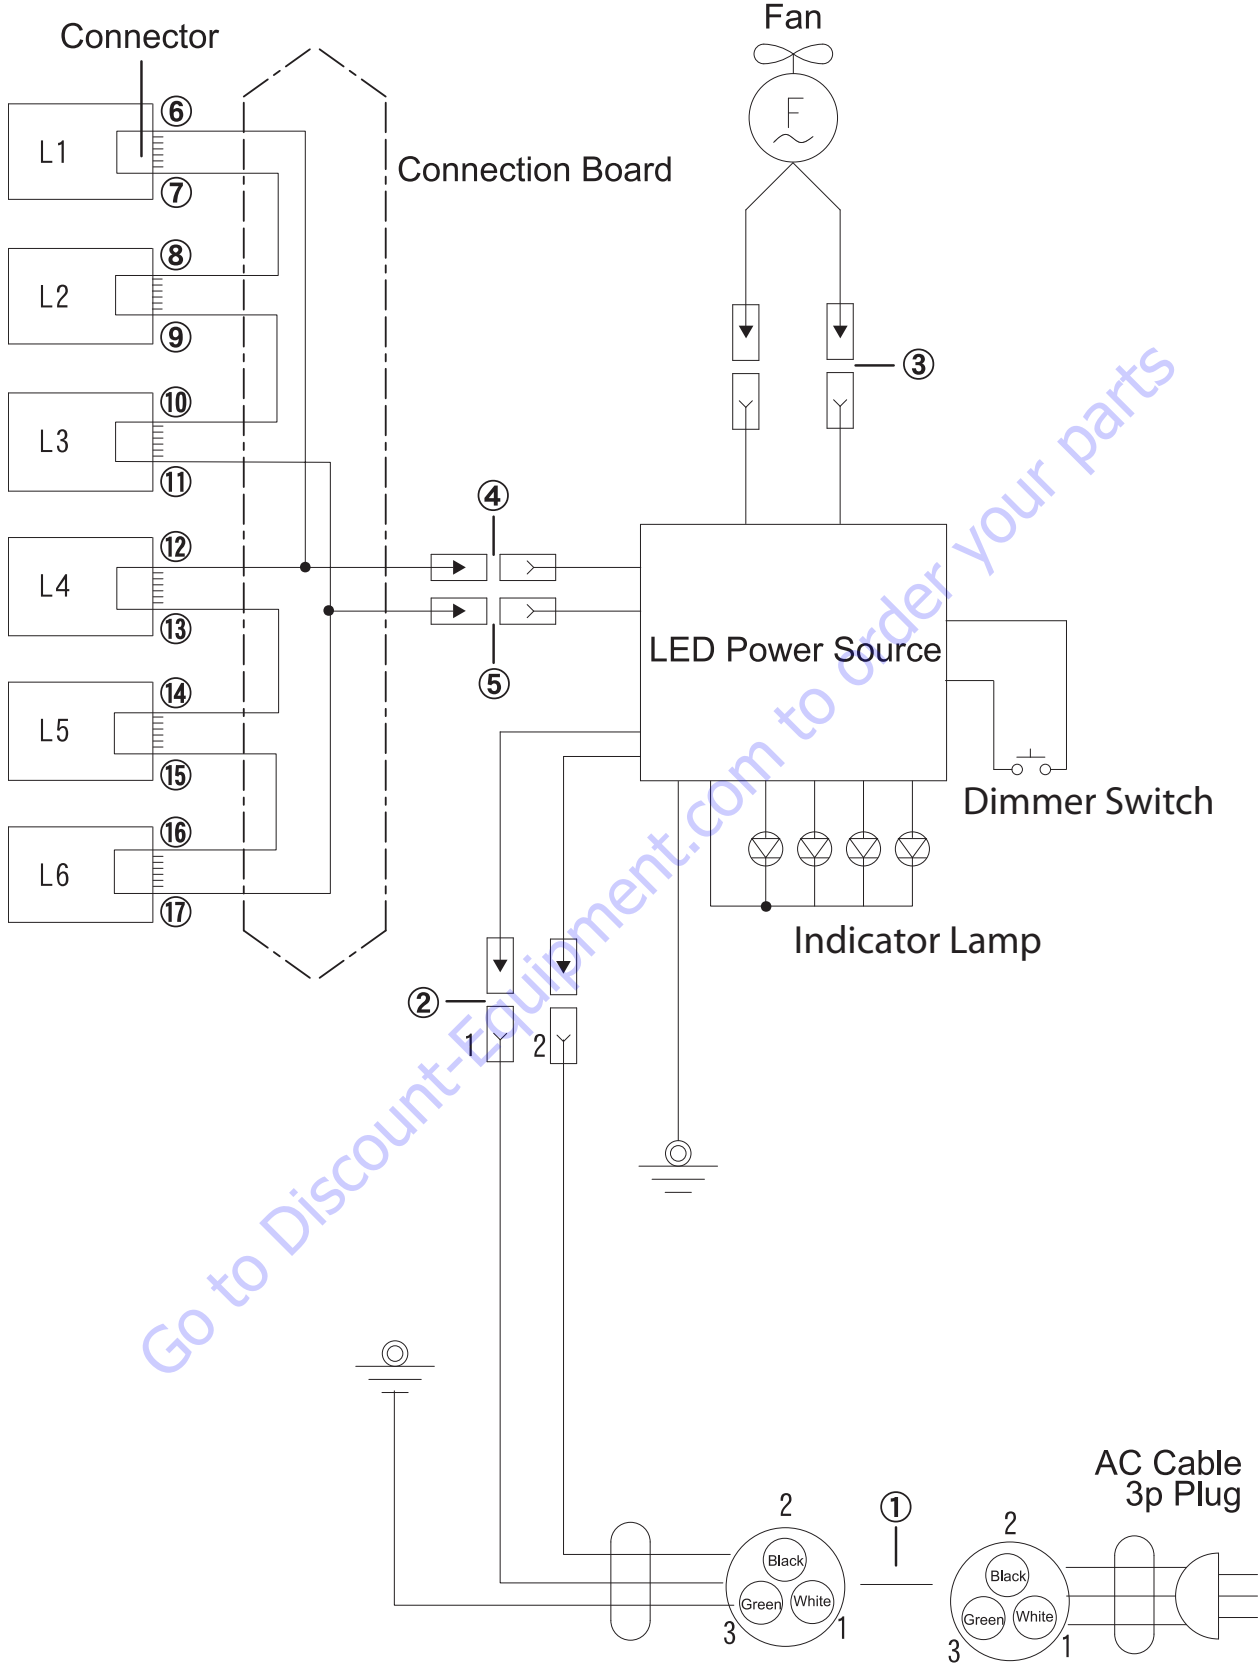 Fan
Connector
F
⑥
L1
⑦
Connection Board
⑧
L2
⑨
③
⑩
L3
⑪
④
⑫
L4
⑬
⑤
LED Power Source
⑭
L5
⑮
Dimmer Switch
⑯
L6
⑰
Indicator Lamp
②
1
2
Go to Discount-Equipment.com to order your parts
AC Cable
3p Plug
①
2
Black
Green
White
3
1
2
Black
Green
White
3
1